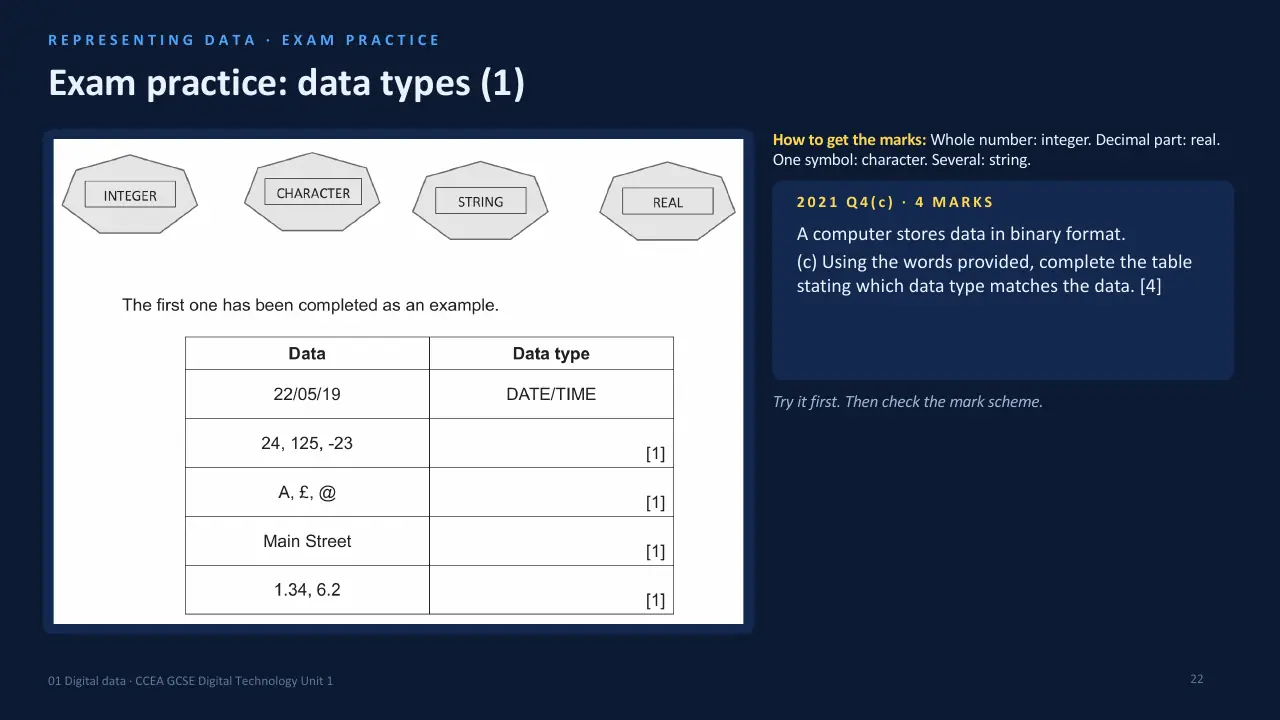 REPRESENTING DATA · EXAM PRACTICE
Exam practice: data types (1)
INTEGER
CHARACTER
STRING
REAL
The first one has been completed as an example.
Data
Data type
22/05/19
DATE/TIME
24, 125, -23
[1]
A, £, @
[1]
Main Street
[1]
1.34, 6.2
[1]
How to get the marks: Whole number: integer. Decimal part: real.
One symbol: character. Several: string.
2021 Q4(c) · 4 MARKS
A computer stores data in binary format.
(c) Using the words provided, complete the table
stating which data type matches the data. [4]
Try it first. Then check the mark scheme.
01 Digital data · CCEA GCSE Digital Technology Unit 1
22